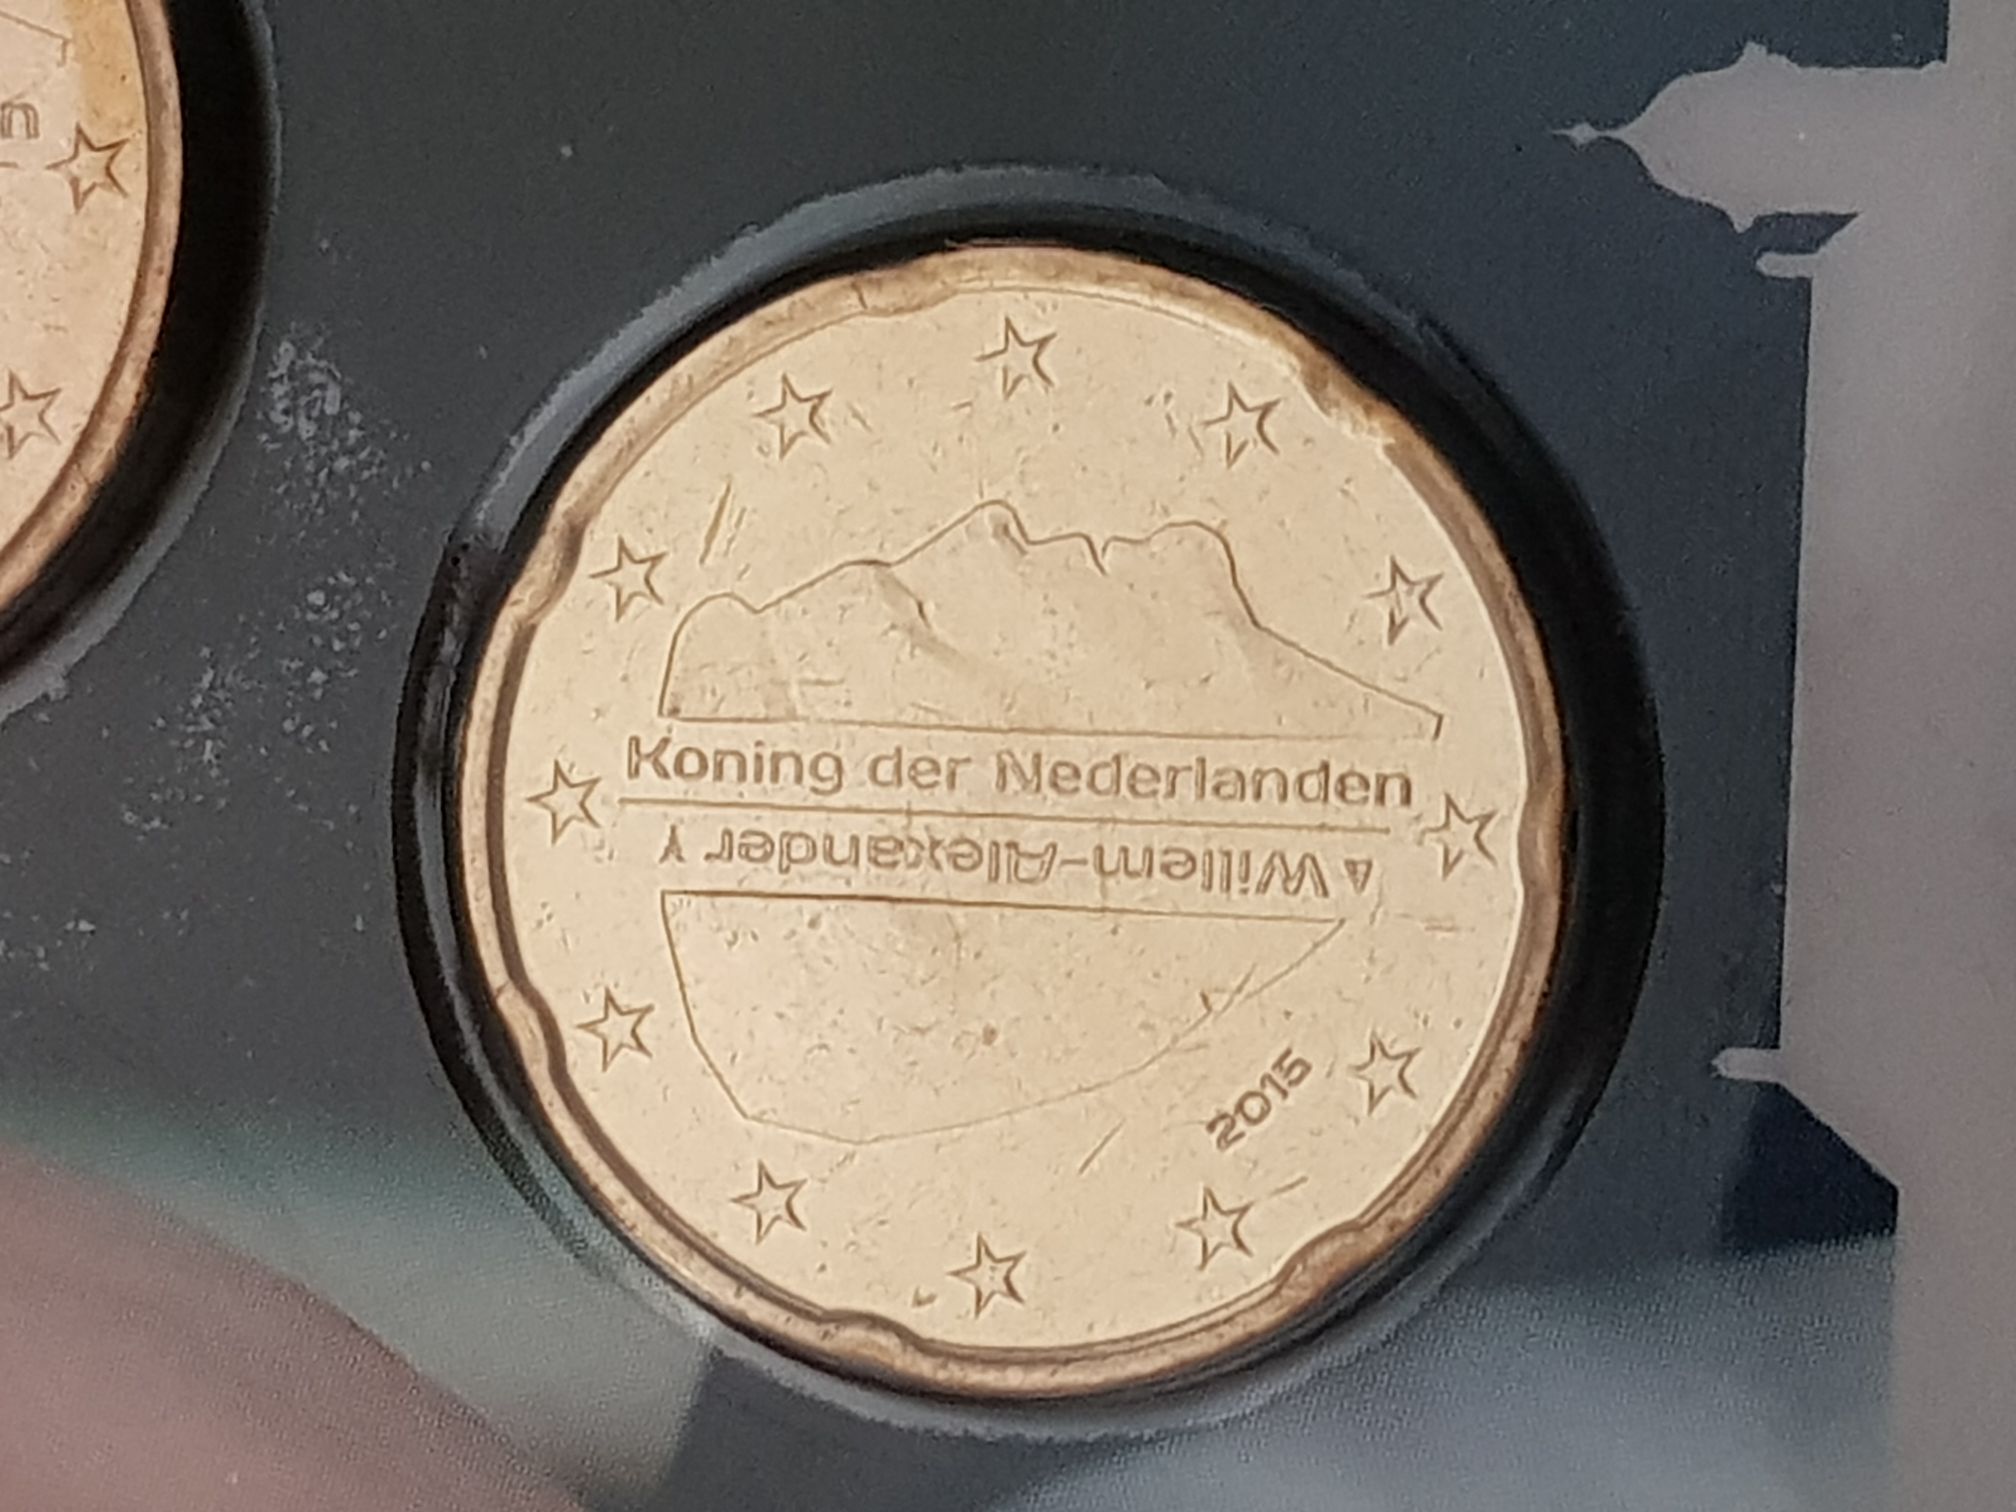 n
Koning der Nederlanden
Willem-Alexander
2015